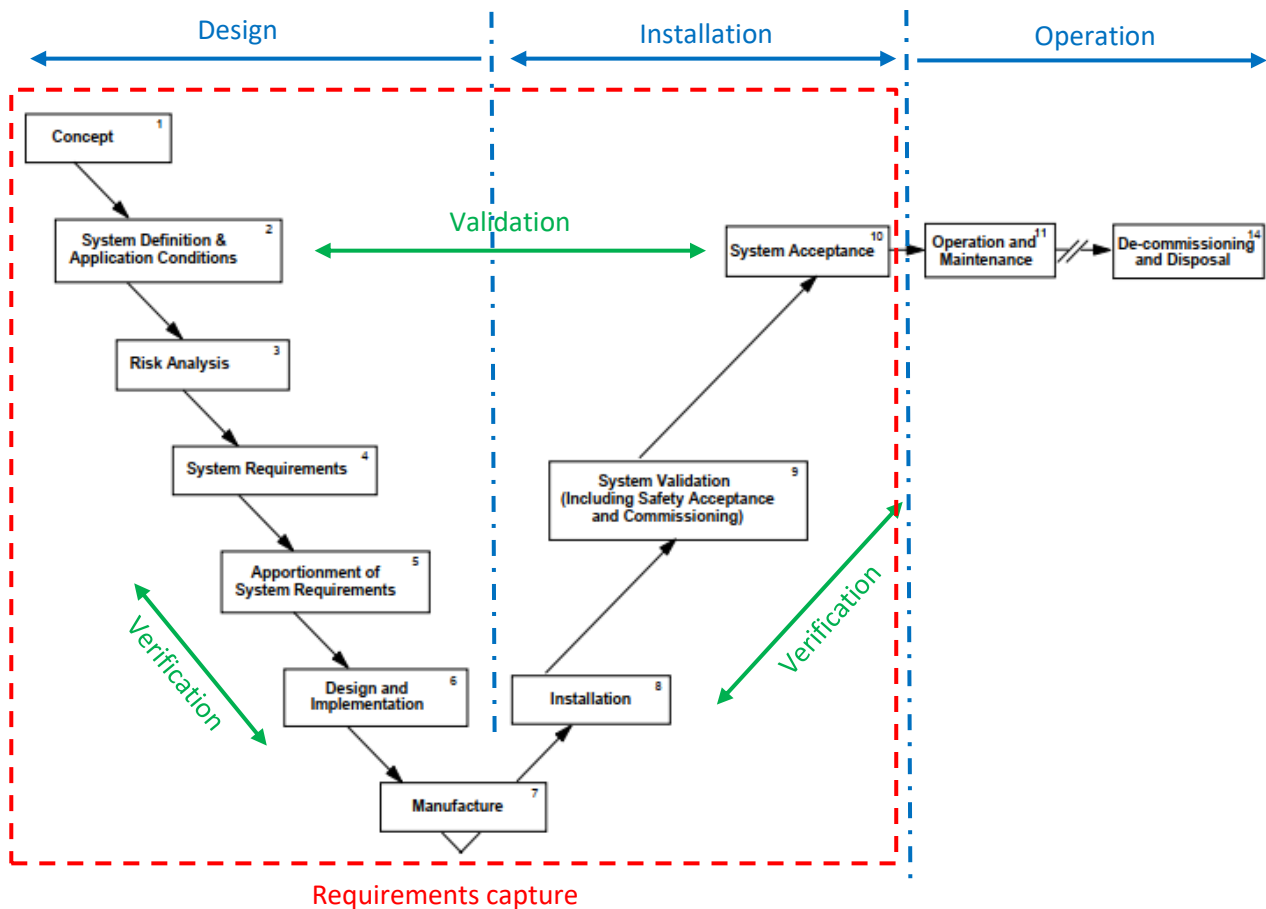 Design
Installation
Operation
Concept
1
System Definition &
Application Conditions
2
Validation
System Acceptance
10
Operation and
Maintenance
11
De-commissioning
and Disposal
14
Risk Analysis
3
System Requirements
4
System Validation
(Including Safety Acceptance
and Commissioning)
9
Apportionment of
System Requirements
5
Verification
Verification
Design and
Implementation
6
Installation
8
Manufacture
7
Requirements capture